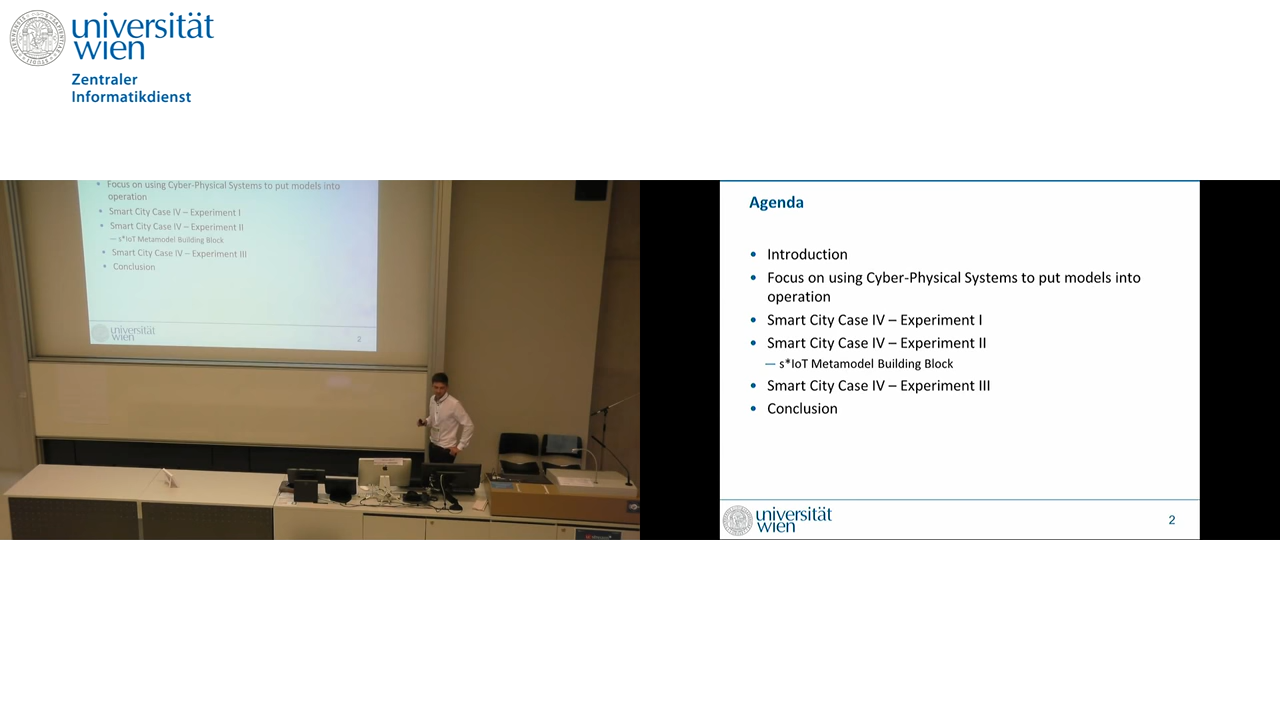 universität
wien
Zentraler
Informatikdienst
• Focus on using Cyber-Physical Systems to put models into
operation
• Smart City Case IV – Experiment I
• Smart City Case IV – Experiment II
— s*IoT Metamodel Building Block
• Smart City Case IV – Experiment III
• Conclusion
universität
wien
2
Agenda
• Introduction
• Focus on using Cyber-Physical Systems to put models into
operation
• Smart City Case IV – Experiment I
• Smart City Case IV – Experiment II
— s*IoT Metamodel Building Block
• Smart City Case IV – Experiment III
• Conclusion
universität
wien
2